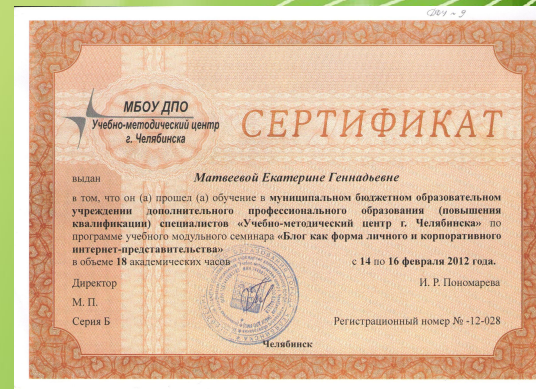 МБОУ ДПО
Учебно-методический центр
г. Челябинска
СЕРТИФИКАТ
выдан Матвеевой Екатерине Геннадьевне
в том, что он (а) прошел (а) обучение в муниципальном бюджетном образовательном
учреждении дополнительного профессионального образования (повышения
квалификации) специалистов «Учебно-методический центр г. Челябинска» по
программе учебного модульного семинара «Блог как форма личного и корпоративного
интернет-представительства»
в объеме 18 академических часов с 14 по 16 февраля 2012 года.
Директор И. Р. Пономарева
М. П.
Серия Б Регистрационный номер № -12-028
Челябинск